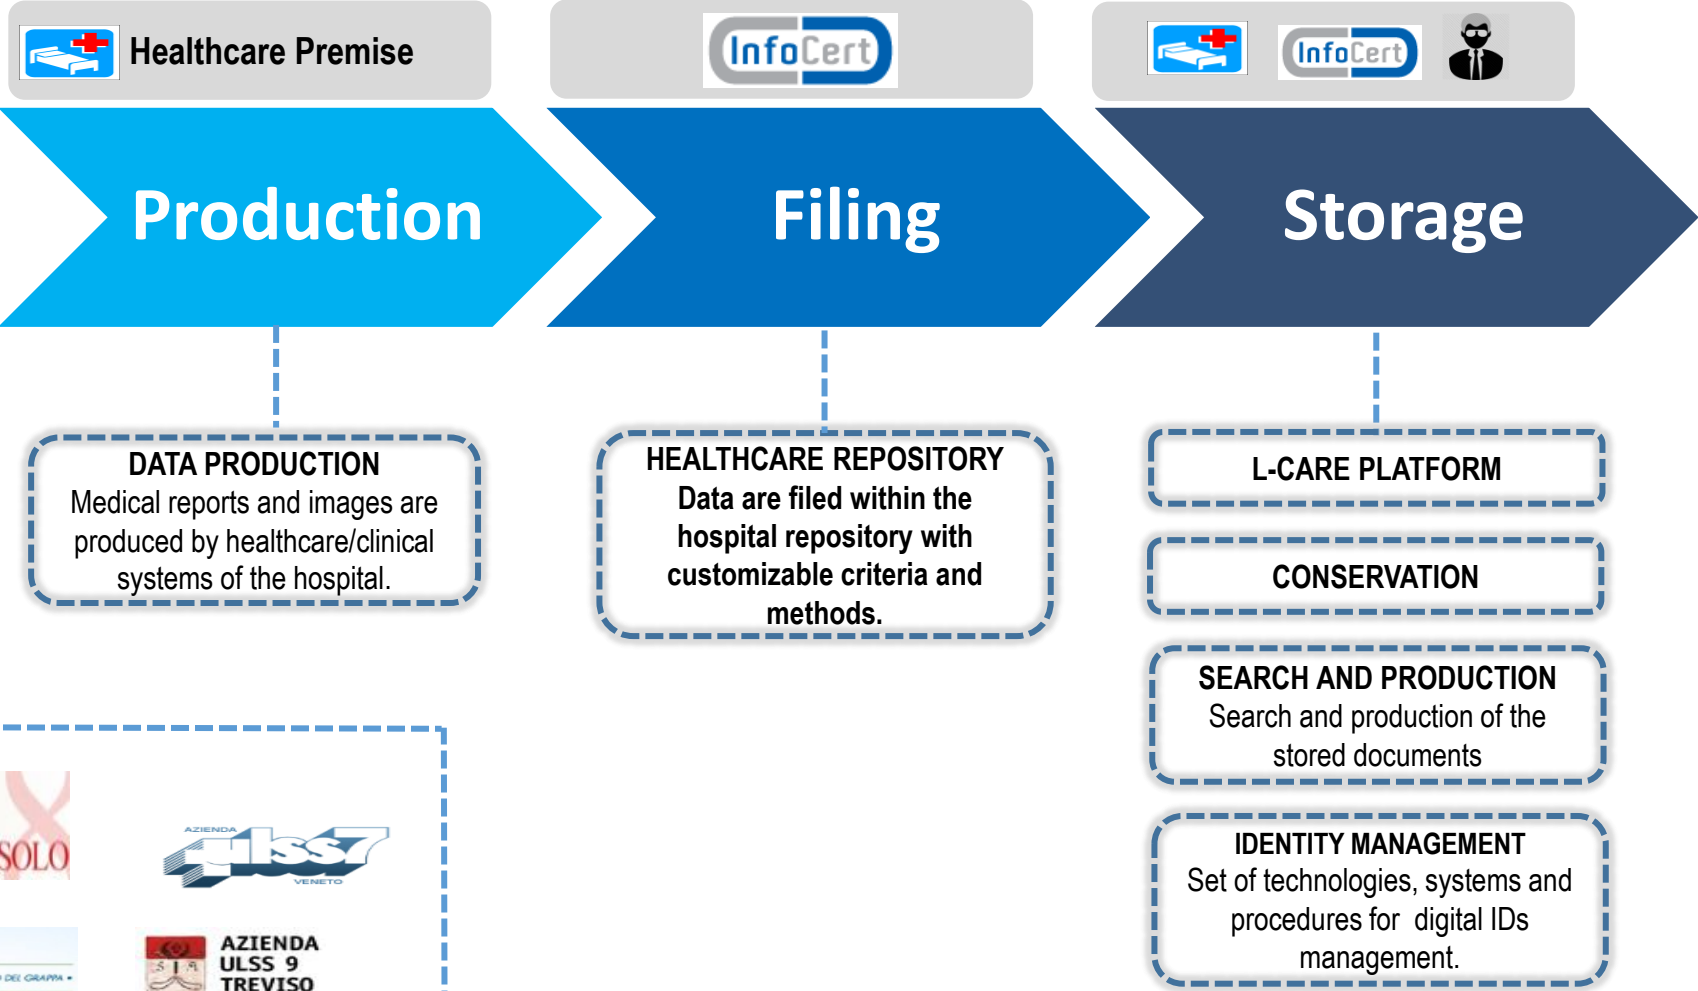 Healthcare Premise
InfoCert
InfoCert
Production
Filing
Storage
DATA PRODUCTION
Medical reports and images are
produced by healthcare/clinical
systems of the hospital.
HEALTHCARE REPOSITORY
Data are filed within the
hospital repository with
customizable criteria and
methods.
L-CARE PLATFORM
CONSERVATION
SEARCH AND PRODUCTION
Search and production of the
stored documents
IDENTITY MANAGEMENT
Set of technologies, systems and
procedures for digital IDs
management.
SOLO
AZIENDA
ulss7
VENETO
DEL GRAPPA
AZIENDA
ULSS 9
TREVISO